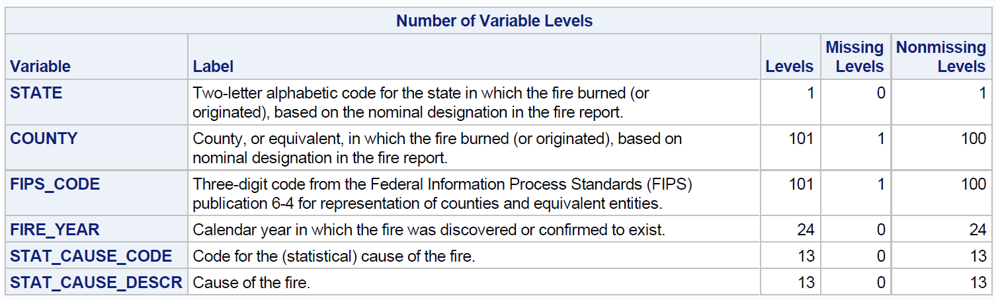 Number of Variable Levels
Variable Label Levels Missing Levels Nonmissing Levels
STATE Two-letter alphabetic code for the state in which the fire burned (or
originated), based on the nominal designation in the fire report. 1 0 1
COUNTY County, or equivalent, in which the fire burned (or originated), based on
nominal designation in the fire report. 101 1 100
FIPS_CODE Three-digit code from the Federal Information Process Standards (FIPS)
publication 6-4 for representation of counties and equivalent entities. 101 1 100
FIRE_YEAR Calendar year in which the fire was discovered or confirmed to exist. 24 0 24
STAT_CAUSE_CODE Code for the (statistical) cause of the fire. 13 0 13
STAT_CAUSE_DESCR Cause of the fire. 13 0 13